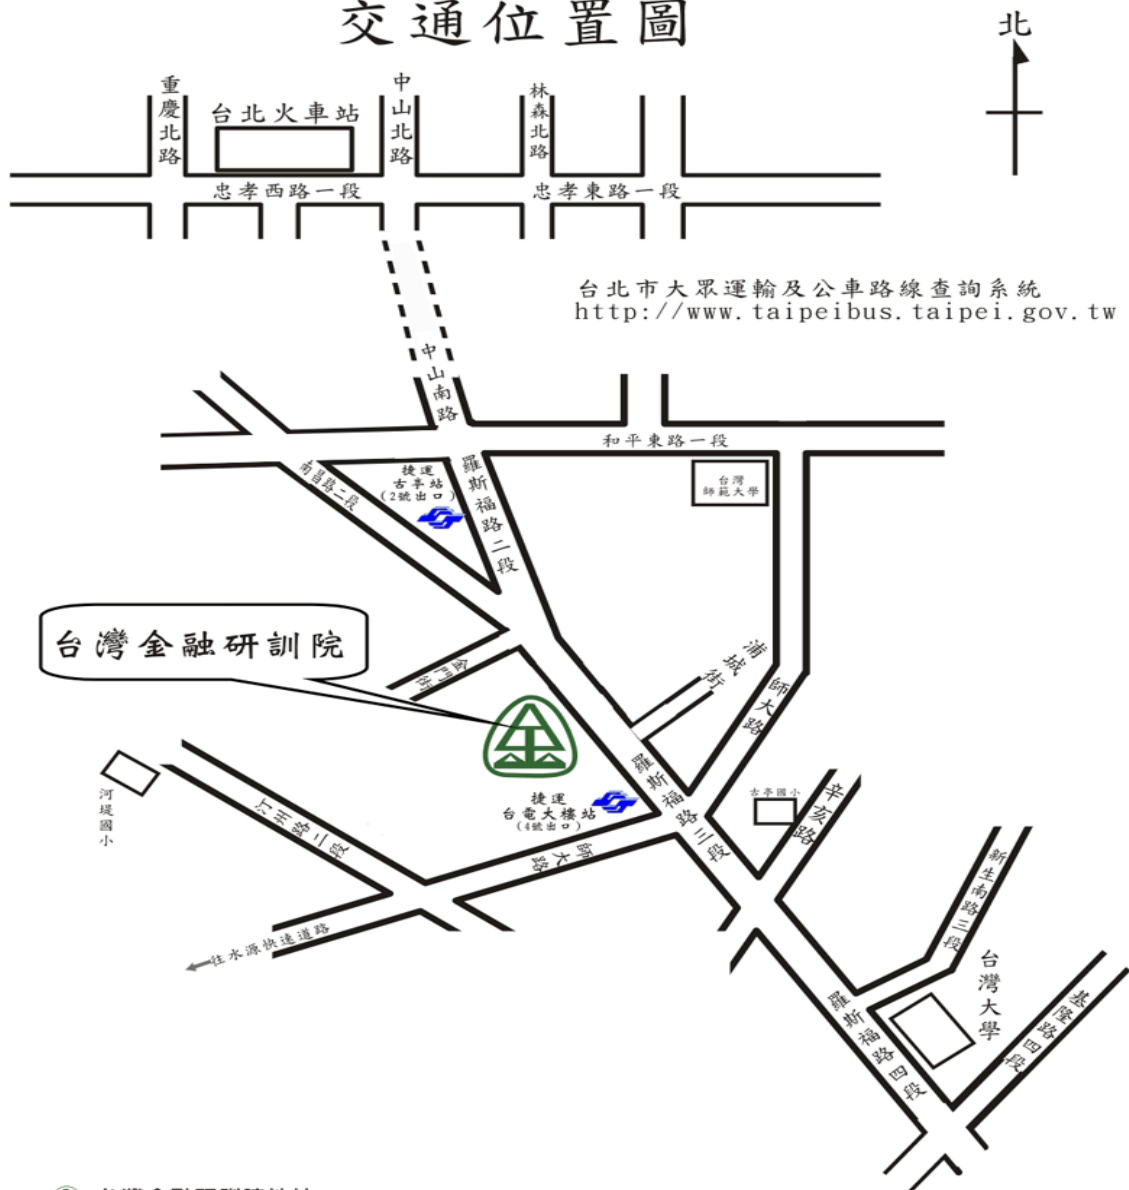 交通位置圖
北
重慶北路
台北火車站
中山北路
林森北路
忠孝西路一段
忠孝東路一段
台北市大眾運輸及公車路線查詢系統
http://www.taipeibus.taipei.gov.tw
中山南路
和平東路一段
南昌路二段
捷運
古亭站
(2號出口)
羅斯福路二段
台灣
師範大學
台灣金融研訓院
金門街
浦城街
師大路
河堤國小
汀州路二段
捷運
台電大樓站
(4號出口)
羅斯福路三段
古亭國小
辛亥路
師大路
往水源快速道路
新生南路三段
台灣大學
基隆路四段
羅斯福路四段